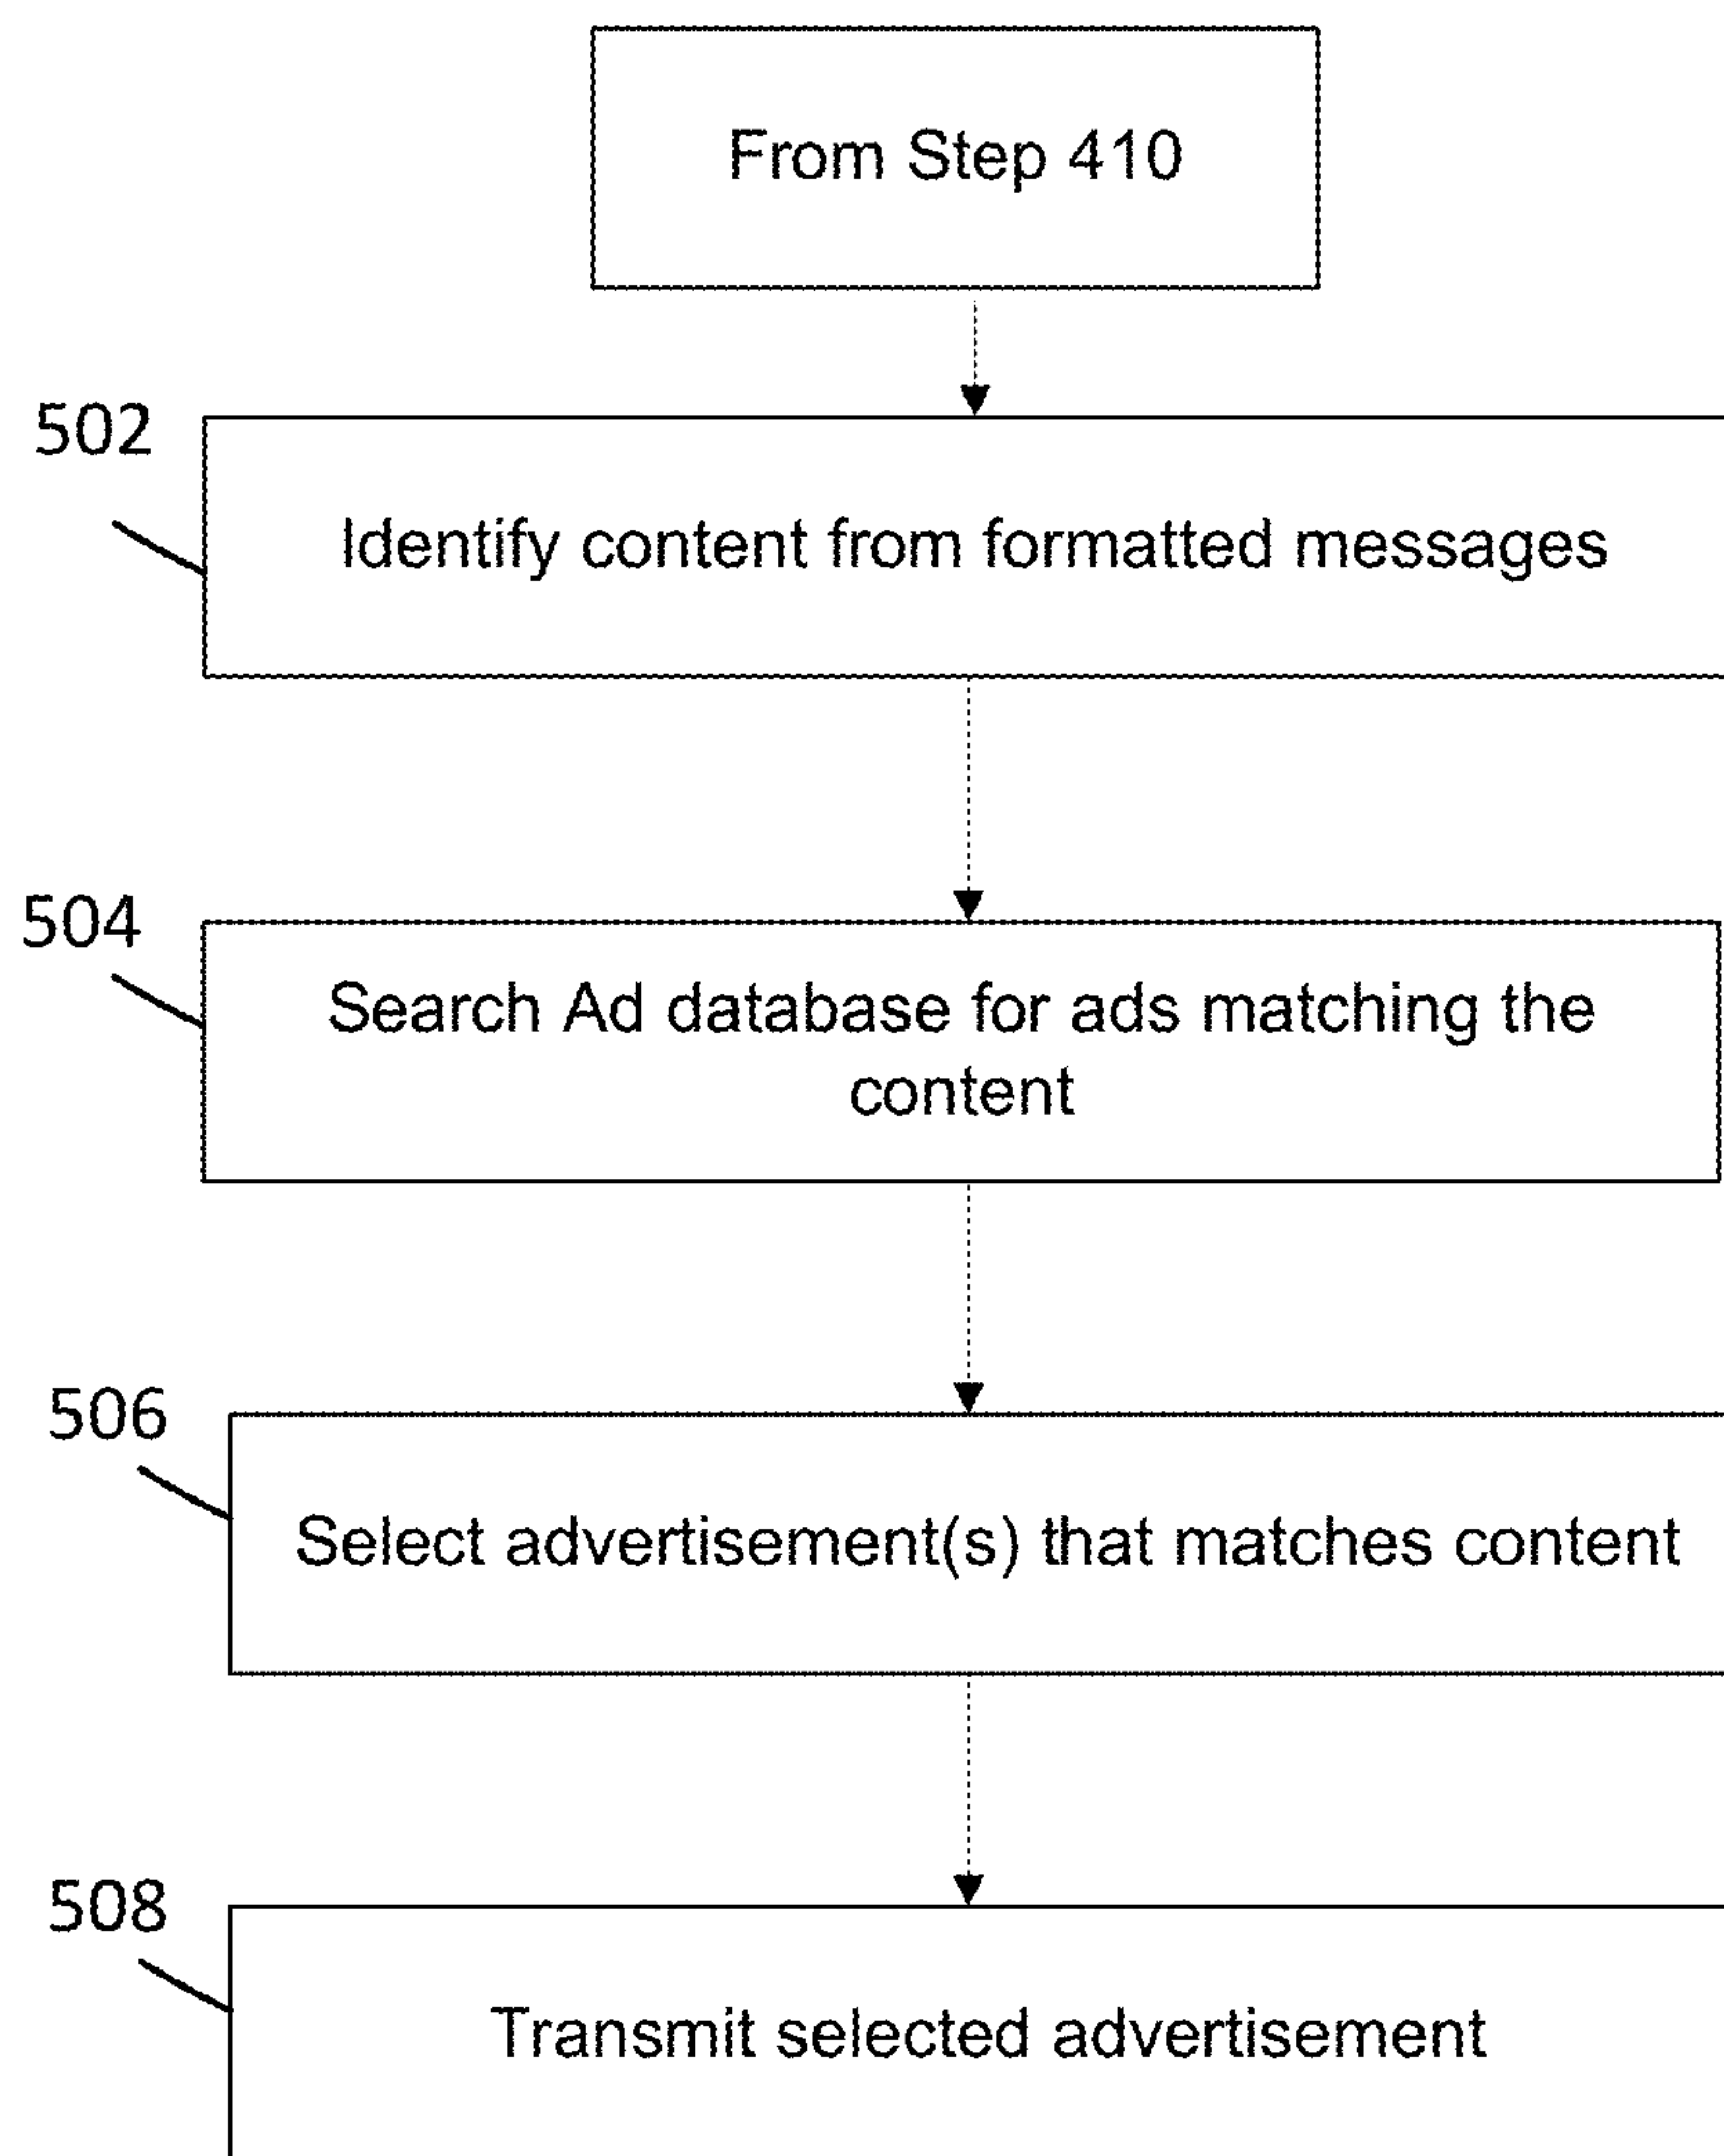 From Step 410
502
Identify content from formatted messages
504
Search Ad database for ads matching the
content
506
Select advertisement(s) that matches content
508
Transmit selected advertisement